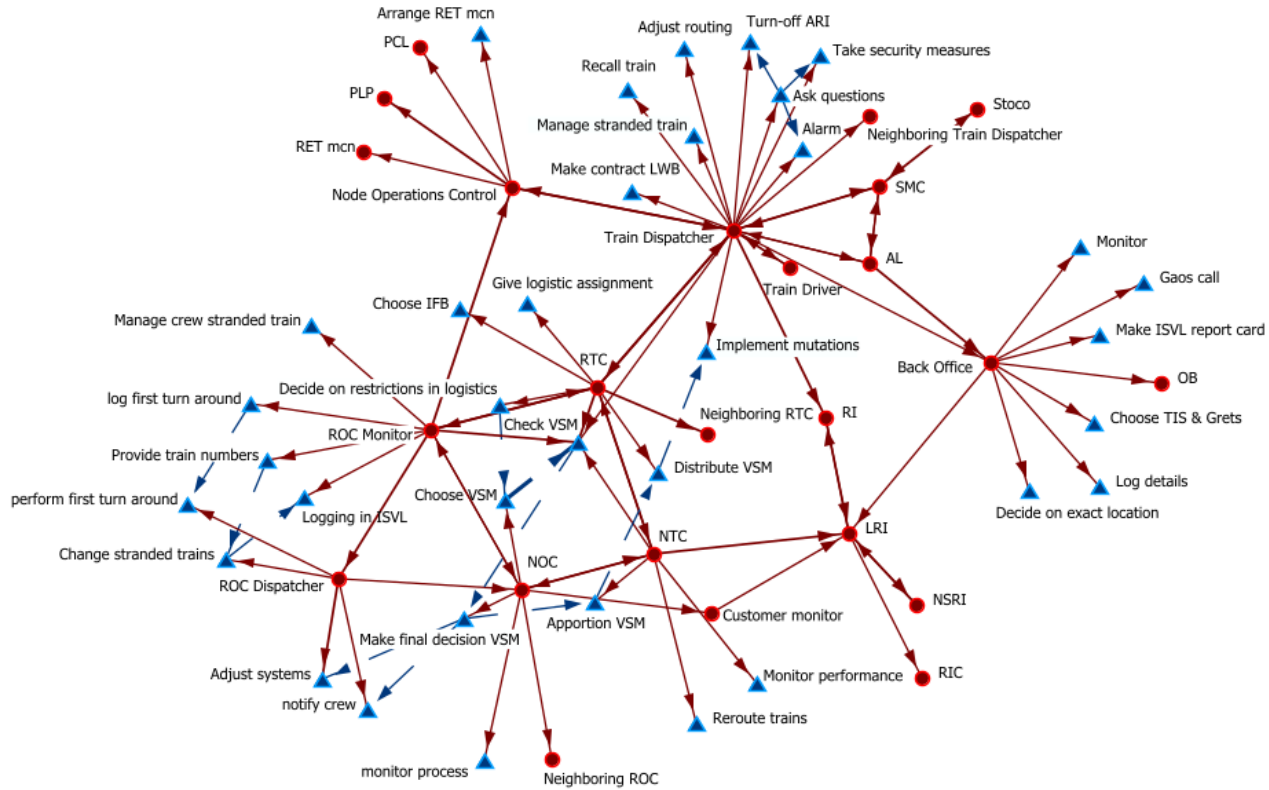 Arrange RET mcn
Turn-off ARI
Adjust routing
PCL
Take security measures
Recall train
PLP
Ask questions
Stoco
Manage stranded train
Alarm
Neighboring Train Dispatcher
RET mcn
Make contract LWB
Node Operations Control
SMC
Train Dispatcher
Monitor
AL
Gaos call
Give logistic assignment
Train Driver
Choose IFB
Manage crew stranded train
Make ISVL report card
Implement mutations
RTC
Back Office
OB
Decide on restrictions in logistics
log first turn around
Neighboring RTC
RI
Choose TIS & Grets
Check VSM
ROC Monitor
Provide train numbers
Distribute VSM
Log details
Choose VSM
perform first turn around
Logging in ISVL
Decide on exact location
LRI
NTC
Change stranded trains
NOC
ROC Dispatcher
NSRI
Customer monitor
Apportion VSM
Make final decision VSM
Adjust systems
Monitor performance
RIC
notify crew
Reroute trains
monitor process
Neighboring ROC